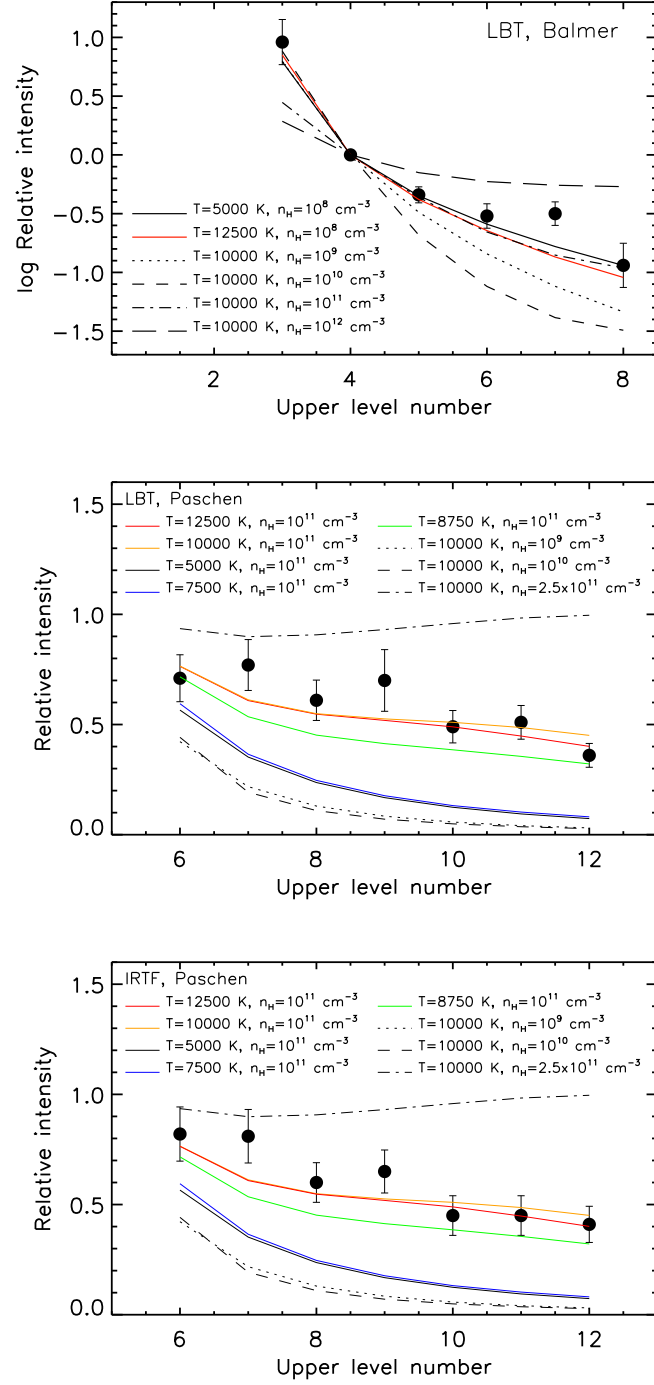 LBT, Balmer
log Relative intensity
1.0
0.5
0.0
−0.5
−1.0
−1.5
T=5000 K, n_H=10^8 cm^-3
T=12500 K, n_H=10^8 cm^-3
T=10000 K, n_H=10^9 cm^-3
T=10000 K, n_H=10^10 cm^-3
T=10000 K, n_H=10^11 cm^-3
T=10000 K, n_H=10^12 cm^-3
2 4 6 8
Upper level number
LBT, Paschen
Relative intensity
1.5
1.0
0.5
0.0
T=12500 K, n_H=10^11 cm^-3
T=10000 K, n_H=10^11 cm^-3
T=5000 K, n_H=10^11 cm^-3
T=7500 K, n_H=10^11 cm^-3
T=8750 K, n_H=10^11 cm^-3
T=10000 K, n_H=10^9 cm^-3
T=10000 K, n_H=10^10 cm^-3
T=10000 K, n_H=2.5x10^11 cm^-3
6 8 10 12
Upper level number
IRTF, Paschen
Relative intensity
1.5
1.0
0.5
0.0
T=12500 K, n_H=10^11 cm^-3
T=10000 K, n_H=10^11 cm^-3
T=5000 K, n_H=10^11 cm^-3
T=7500 K, n_H=10^11 cm^-3
T=8750 K, n_H=10^11 cm^-3
T=10000 K, n_H=10^9 cm^-3
T=10000 K, n_H=10^10 cm^-3
T=10000 K, n_H=2.5x10^11 cm^-3
6 8 10 12
Upper level number